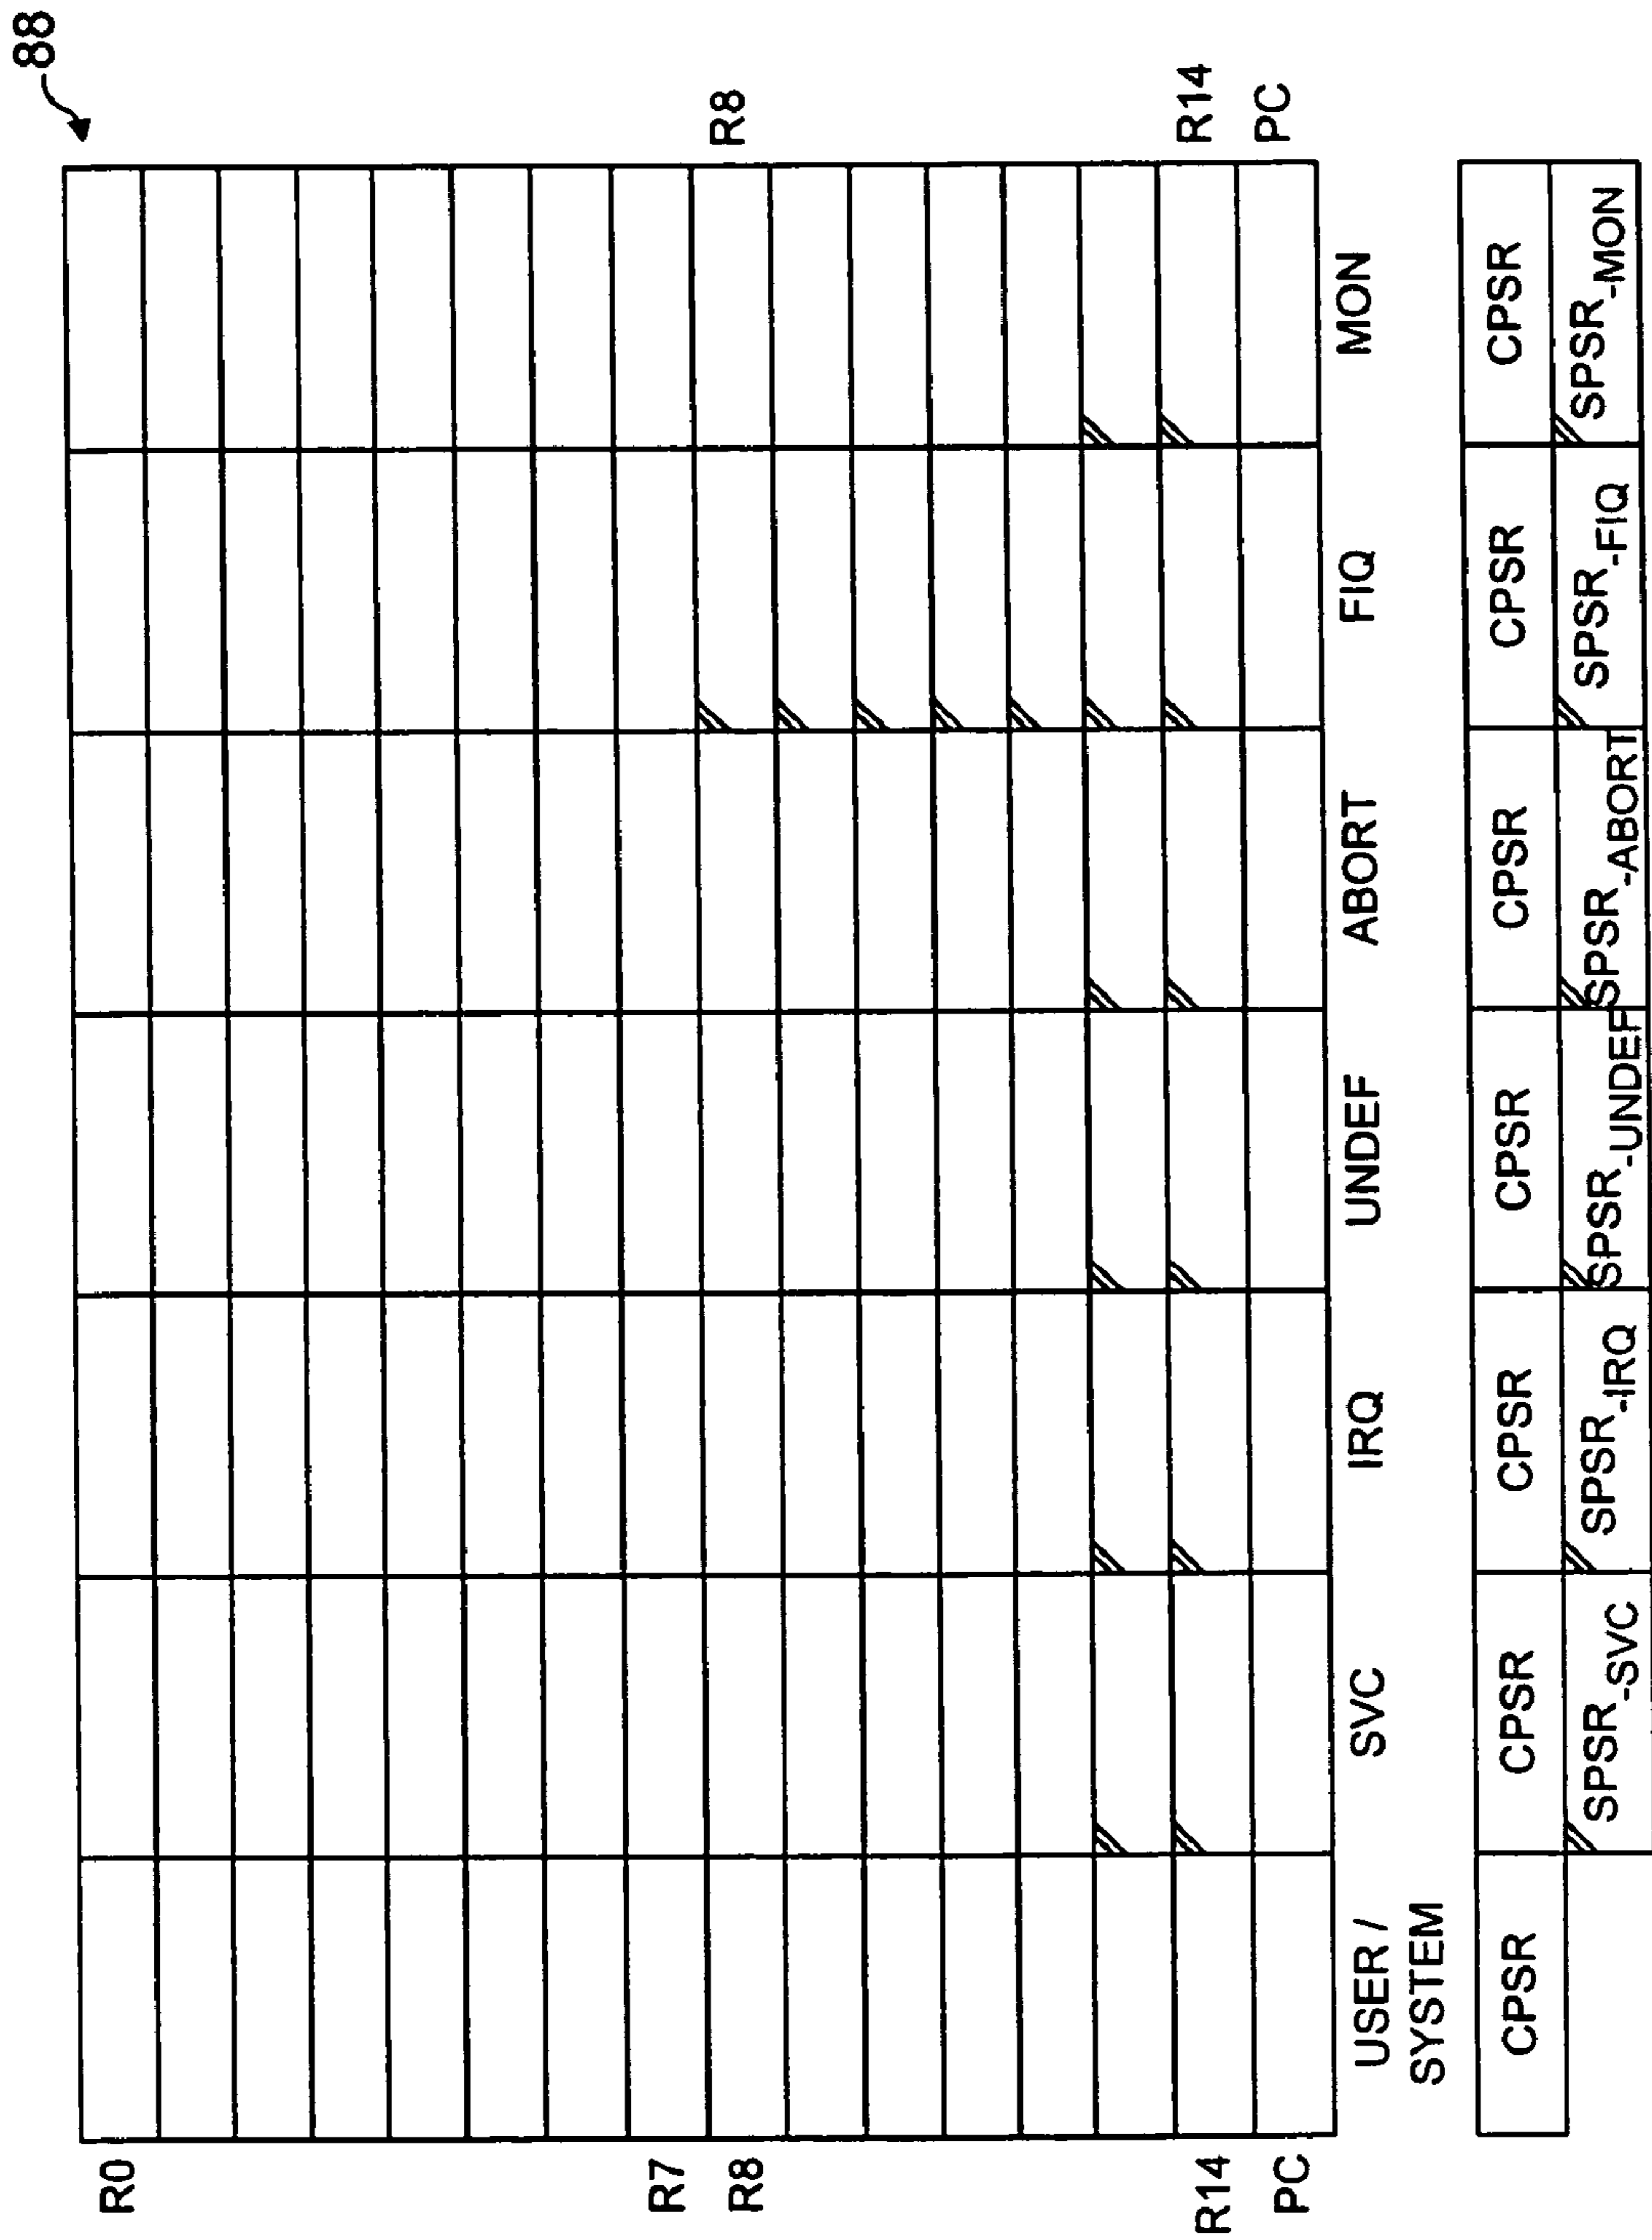 88
R0
R7
R8 R8
R14 R14
PC PC
USER / SYSTEM SVC IRQ UNDEF ABORT FIQ MON
CPSR CPSR CPSR CPSR CPSR CPSR CPSR
SPSR-SVC SPSR-IRQ SPSR-UNDEF SPSR-ABORT SPSR-FIQ SPSR-MON